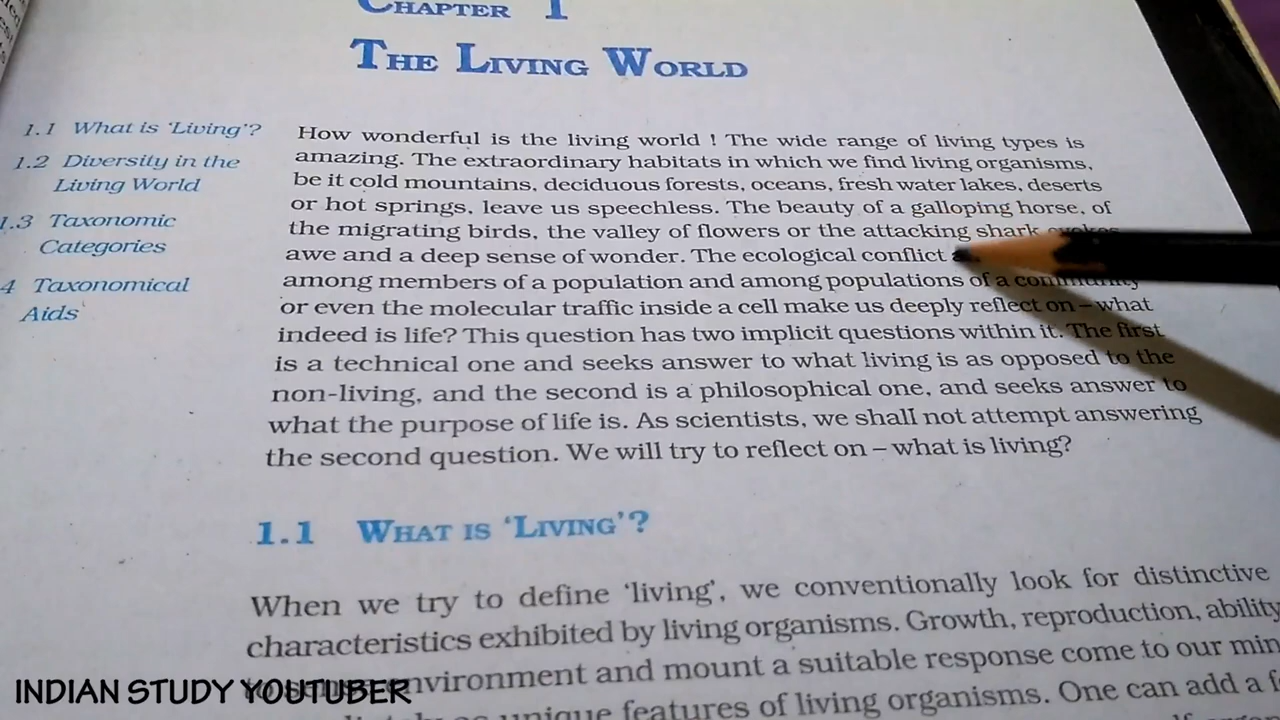 CHAPTER 1
THE LIVING WORLD
1.1 What is 'Living'?
1.2 Diversity in the
Living World
1.3 Taxonomic
Categories
4 Taxonomical
Aids
How wonderful is the living world ! The wide range of living types is
amazing. The extraordinary habitats in which we find living organisms,
be it cold mountains, deciduous forests, oceans, fresh water lakes, deserts
or hot springs, leave us speechless. The beauty of a galloping horse, of
the migrating birds, the valley of flowers or the attacking shark evokes
awe and a deep sense of wonder. The ecological conflict
among members of a population and among populations of a community
or even the molecular traffic inside a cell make us deeply reflect on – what
indeed is life? This question has two implicit questions within it. The first
is a technical one and seeks answer to what living is as opposed to the
non-living, and the second is a philosophical one, and seeks answer to
what the purpose of life is. As scientists, we shall not attempt answering
the second question. We will try to reflect on – what is living?
1.1 WHAT IS 'LIVING'?
When we try to define 'living', we conventionally look for distinctive
characteristics exhibited by living organisms. Growth, reproduction, ability
environment and mount a suitable response come to our min
unique features of living organisms. One can add a f
INDIAN STUDY YOUTUBER